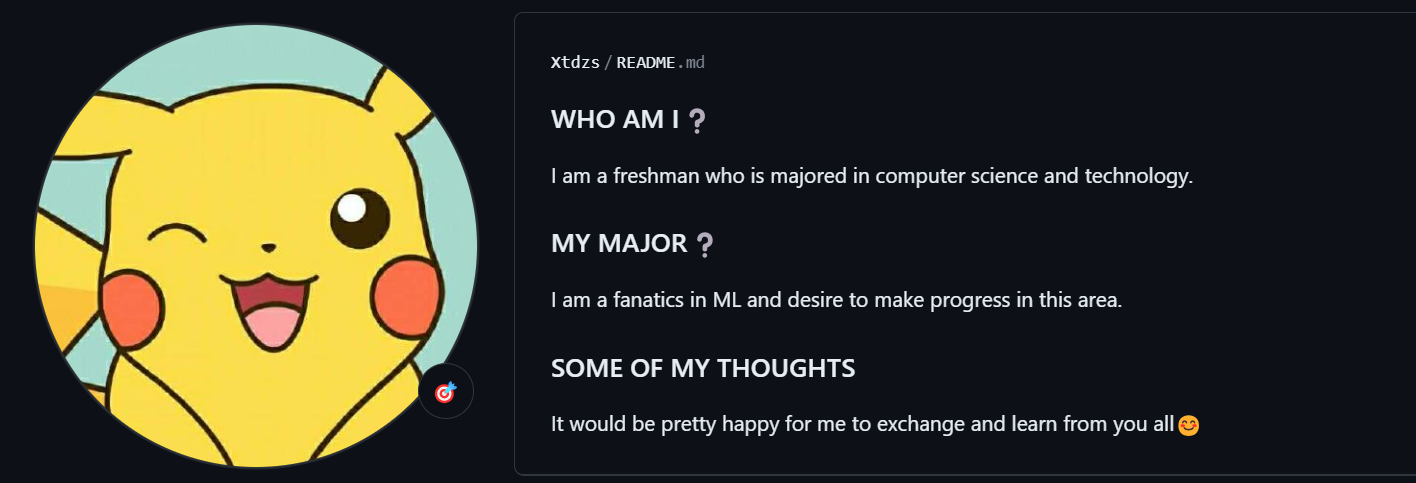 Xtdzs / README.md
WHO AM I❔
I am a freshman who is majored in computer science and technology.
MY MAJOR❔
I am a fanatics in ML and desire to make progress in this area.
SOME OF MY THOUGHTS
It would be pretty happy for me to exchange and learn from you all😊